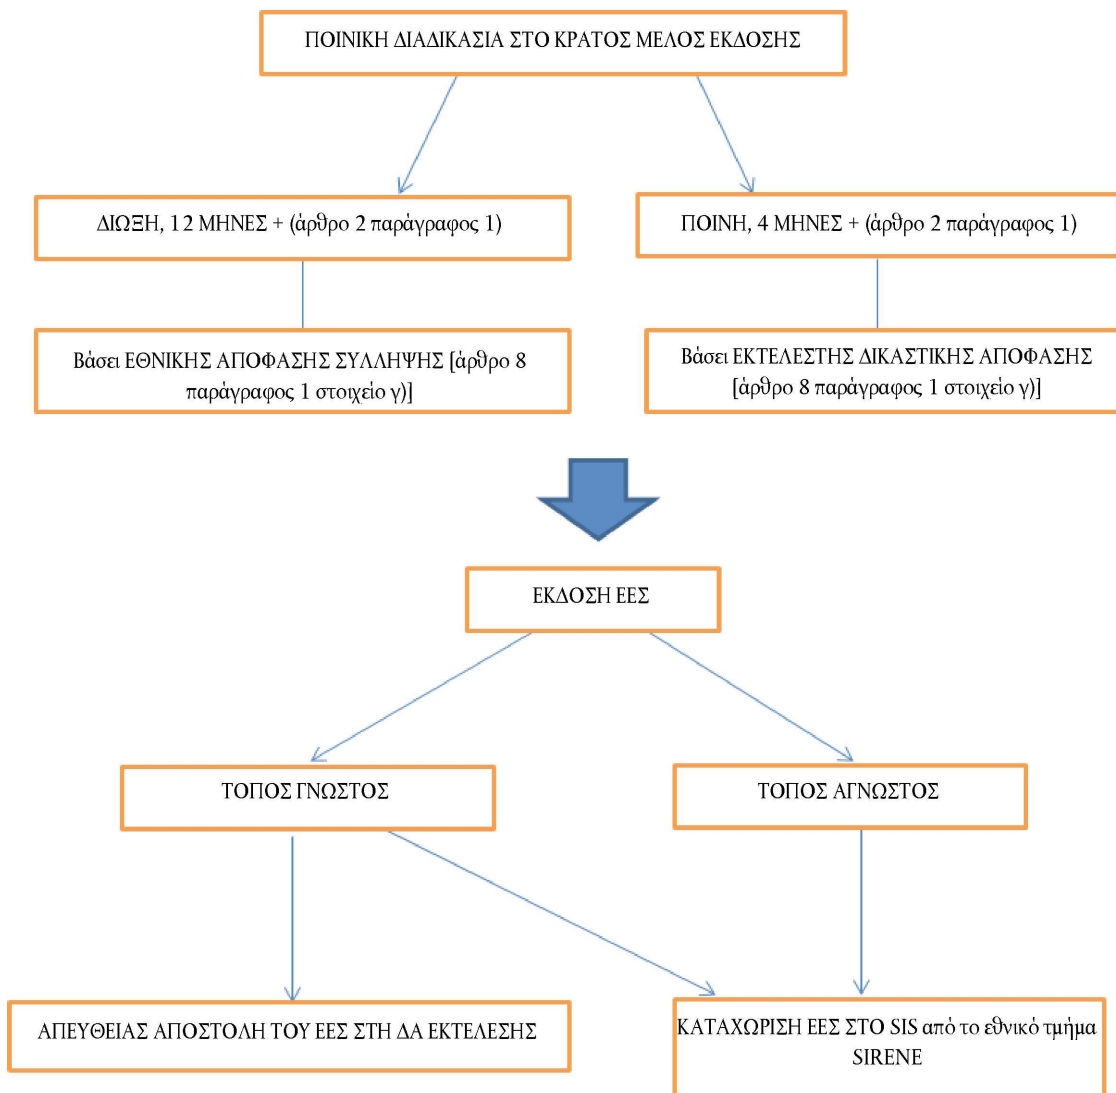 ΠΟΙΝΙΚΗ ΔΙΑΔΙΚΑΣΙΑ ΣΤΟ ΚΡΑΤΟΣ ΜΕΛΟΣ ΕΚΔΟΣΗΣ
ΔΙΩΞΗ, 12 ΜΗΝΕΣ + (άρθρο 2 παράγραφος 1)
ΠΟΙΝΗ, 4 ΜΗΝΕΣ + (άρθρο 2 παράγραφος 1)
Βάσει ΕΘΝΙΚΗΣ ΑΠΟΦΑΣΗΣ ΣΥΛΛΗΨΗΣ [άρθρο 8
παράγραφος 1 στοιχείο γ)]
Βάσει ΕΚΤΕΛΕΣΤΗΣ ΔΙΚΑΣΤΙΚΗΣ ΑΠΟΦΑΣΗΣ
[άρθρο 8 παράγραφος 1 στοιχείο γ)]
ΕΚΔΟΣΗ ΕΕΣ
ΤΟΠΟΣ ΓΝΩΣΤΟΣ
ΤΟΠΟΣ ΑΓΝΩΣΤΟΣ
ΑΠΕΥΘΕΙΑΣ ΑΠΟΣΤΟΛΗ ΤΟΥ ΕΕΣ ΣΤΗ ΔΑ ΕΚΤΕΛΕΣΗΣ
ΚΑΤΑΧΩΡΙΣΗ ΕΕΣ ΣΤΟ SIS από το εθνικό τμήμα
SIRENE